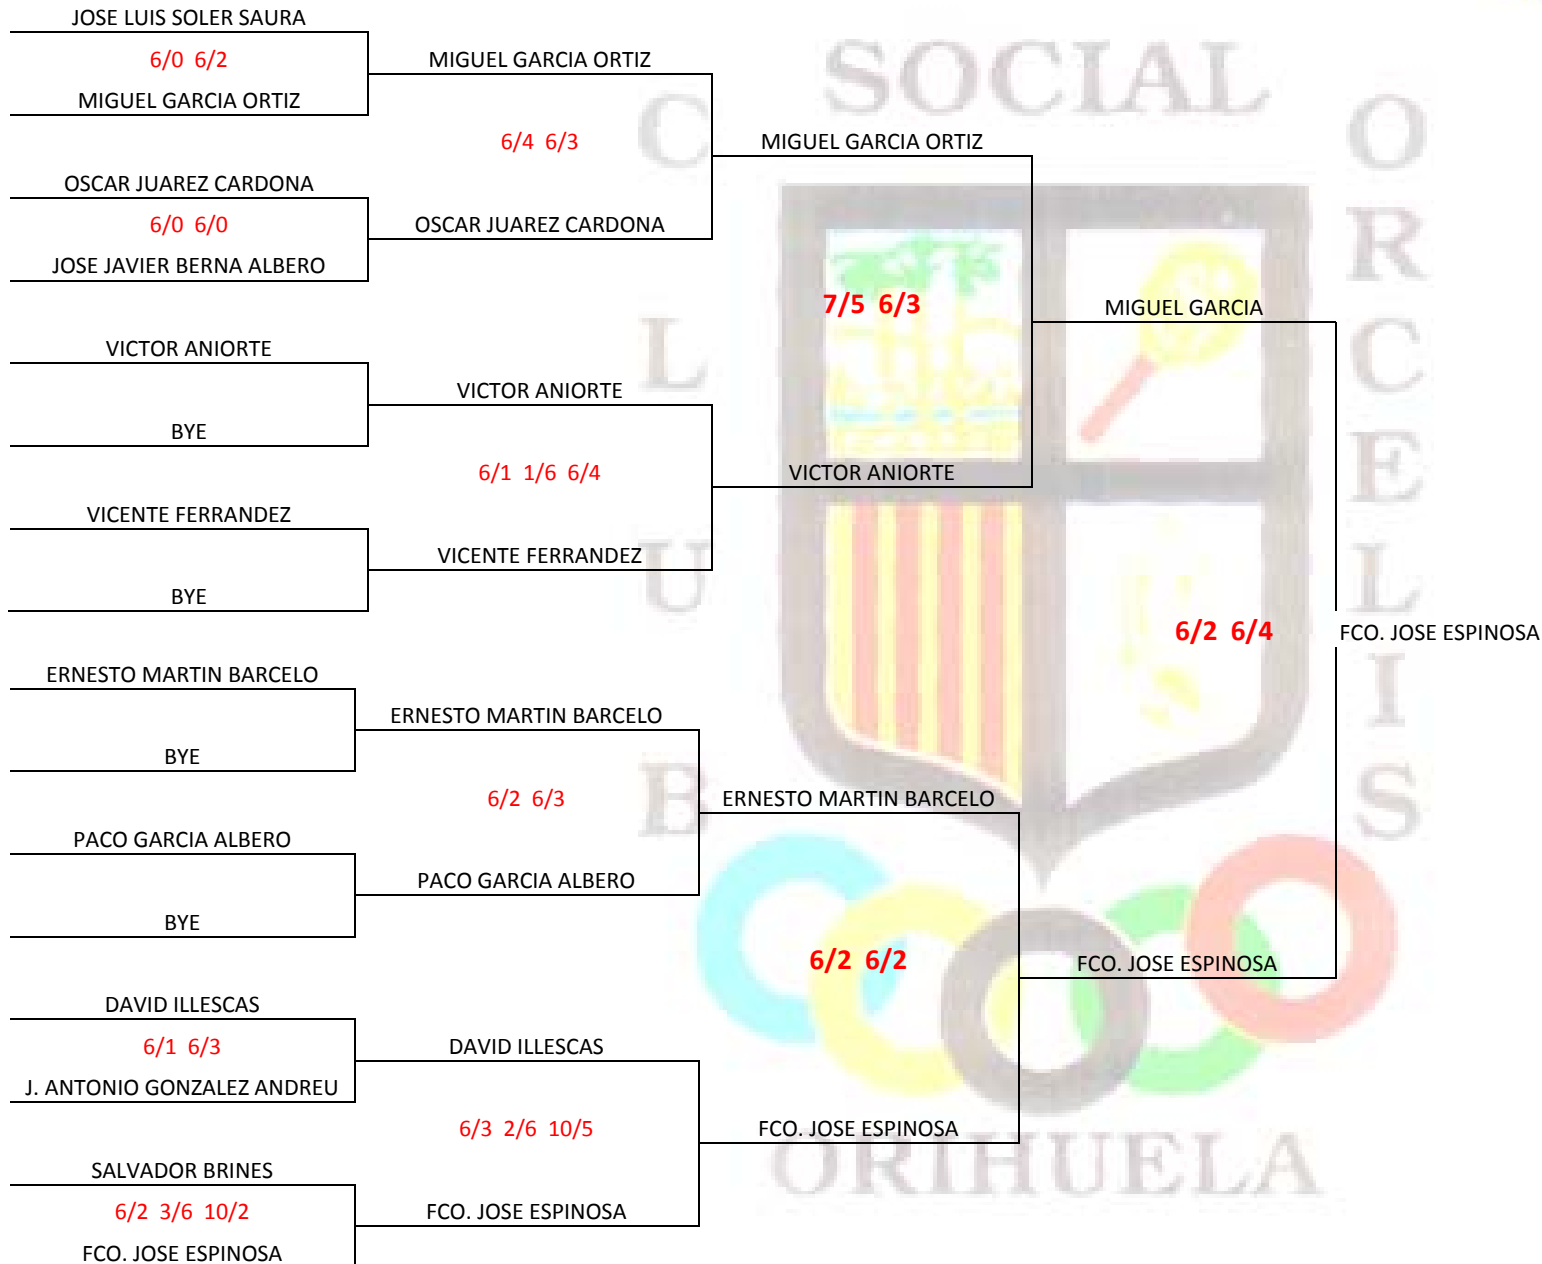 JOSE LUIS SOLER SAURA
6/0 6/2
MIGUEL GARCIA ORTIZ
MIGUEL GARCIA ORTIZ
6/4 6/3
OSCAR JUAREZ CARDONA
6/0 6/0
JOSE JAVIER BERNA ALBERO
OSCAR JUAREZ CARDONA
MIGUEL GARCIA ORTIZ
7/5 6/3
VICTOR ANIORTE
BYE
VICTOR ANIORTE
6/1 1/6 6/4
VICENTE FERRANDEZ
BYE
VICENTE FERRANDEZ
VICTOR ANIORTE
MIGUEL GARCIA
6/2 6/4
FCO. JOSE ESPINOSA
ERNESTO MARTIN BARCELO
BYE
ERNESTO MARTIN BARCELO
6/2 6/3
PACO GARCIA ALBERO
BYE
PACO GARCIA ALBERO
ERNESTO MARTIN BARCELO
6/2 6/2
FCO. JOSE ESPINOSA
DAVID ILLESCAS
6/1 6/3
J. ANTONIO GONZALEZ ANDREU
DAVID ILLESCAS
6/3 2/6 10/5
FCO. JOSE ESPINOSA
SALVADOR BRINES
6/2 3/6 10/2
FCO. JOSE ESPINOSA
FCO. JOSE ESPINOSA
CLUB
SOCIAL
ORCELIS
ORIHUELA